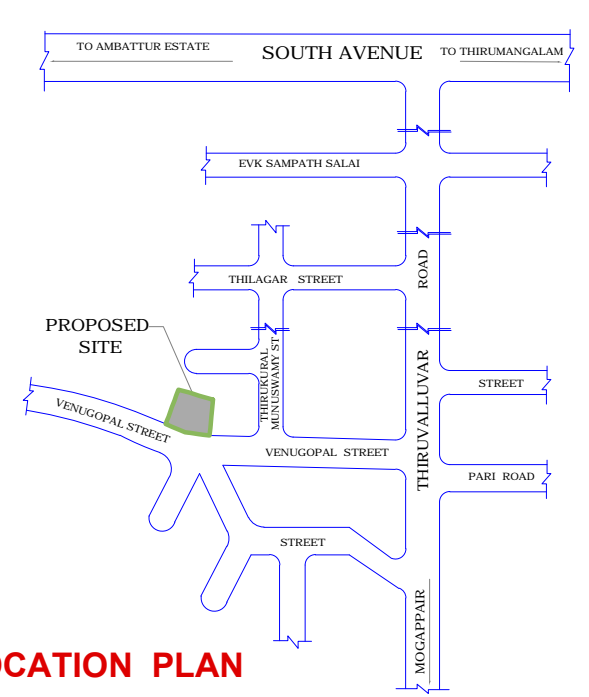 TO AMBATTUR ESTATE
SOUTH AVENUE
TO THIRUMANGALAM
EVK SAMPATH SALAI
THILAGAR STREET
ROAD
PROPOSED
SITE
THIRUKURAL
MUNUSWAMY ST
THIRUVALLUVAR
STREET
VENUGOPAL STREET
VENUGOPAL STREET
PARI ROAD
STREET
MOGAPPAIR
OCATION PLAN